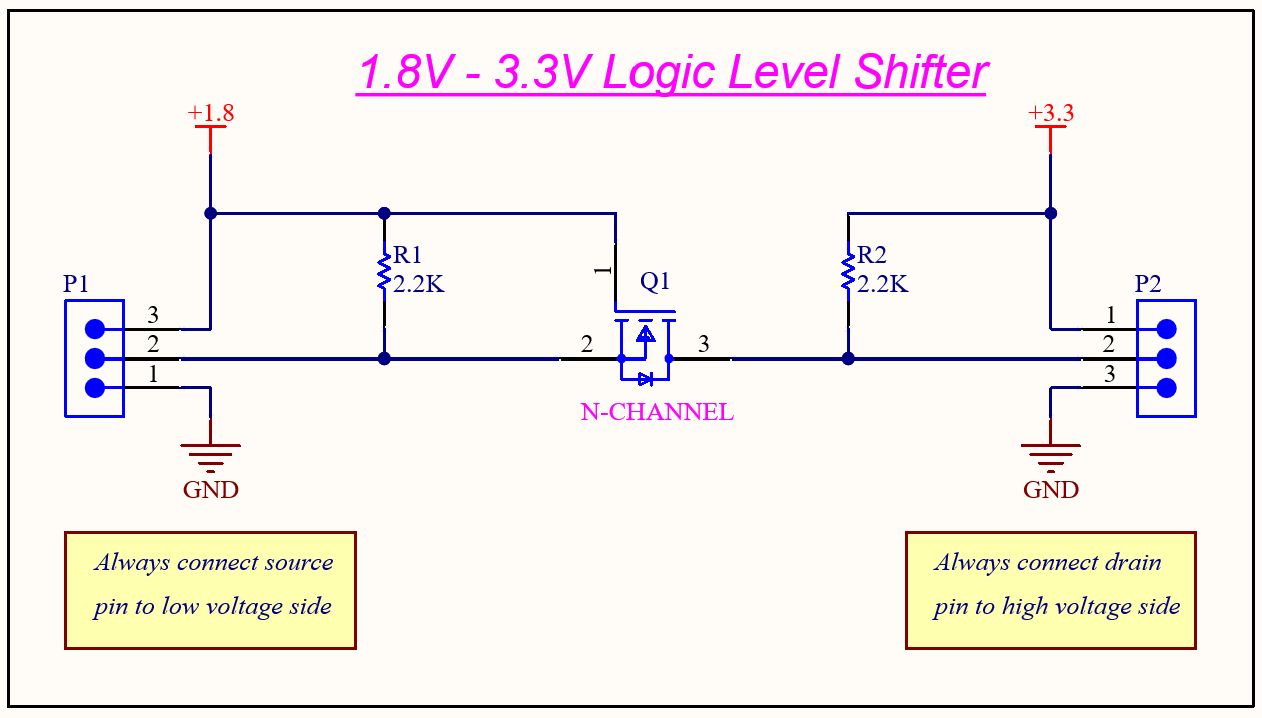 1.8V - 3.3V Logic Level Shifter
+1.8
+3.3
R1
2.2K
R2
2.2K
1
Q1
P1
P2
3
2
1
2
3
1
2
3
N-CHANNEL
GND
GND
Always connect source
pin to low voltage side
Always connect drain
pin to high voltage side